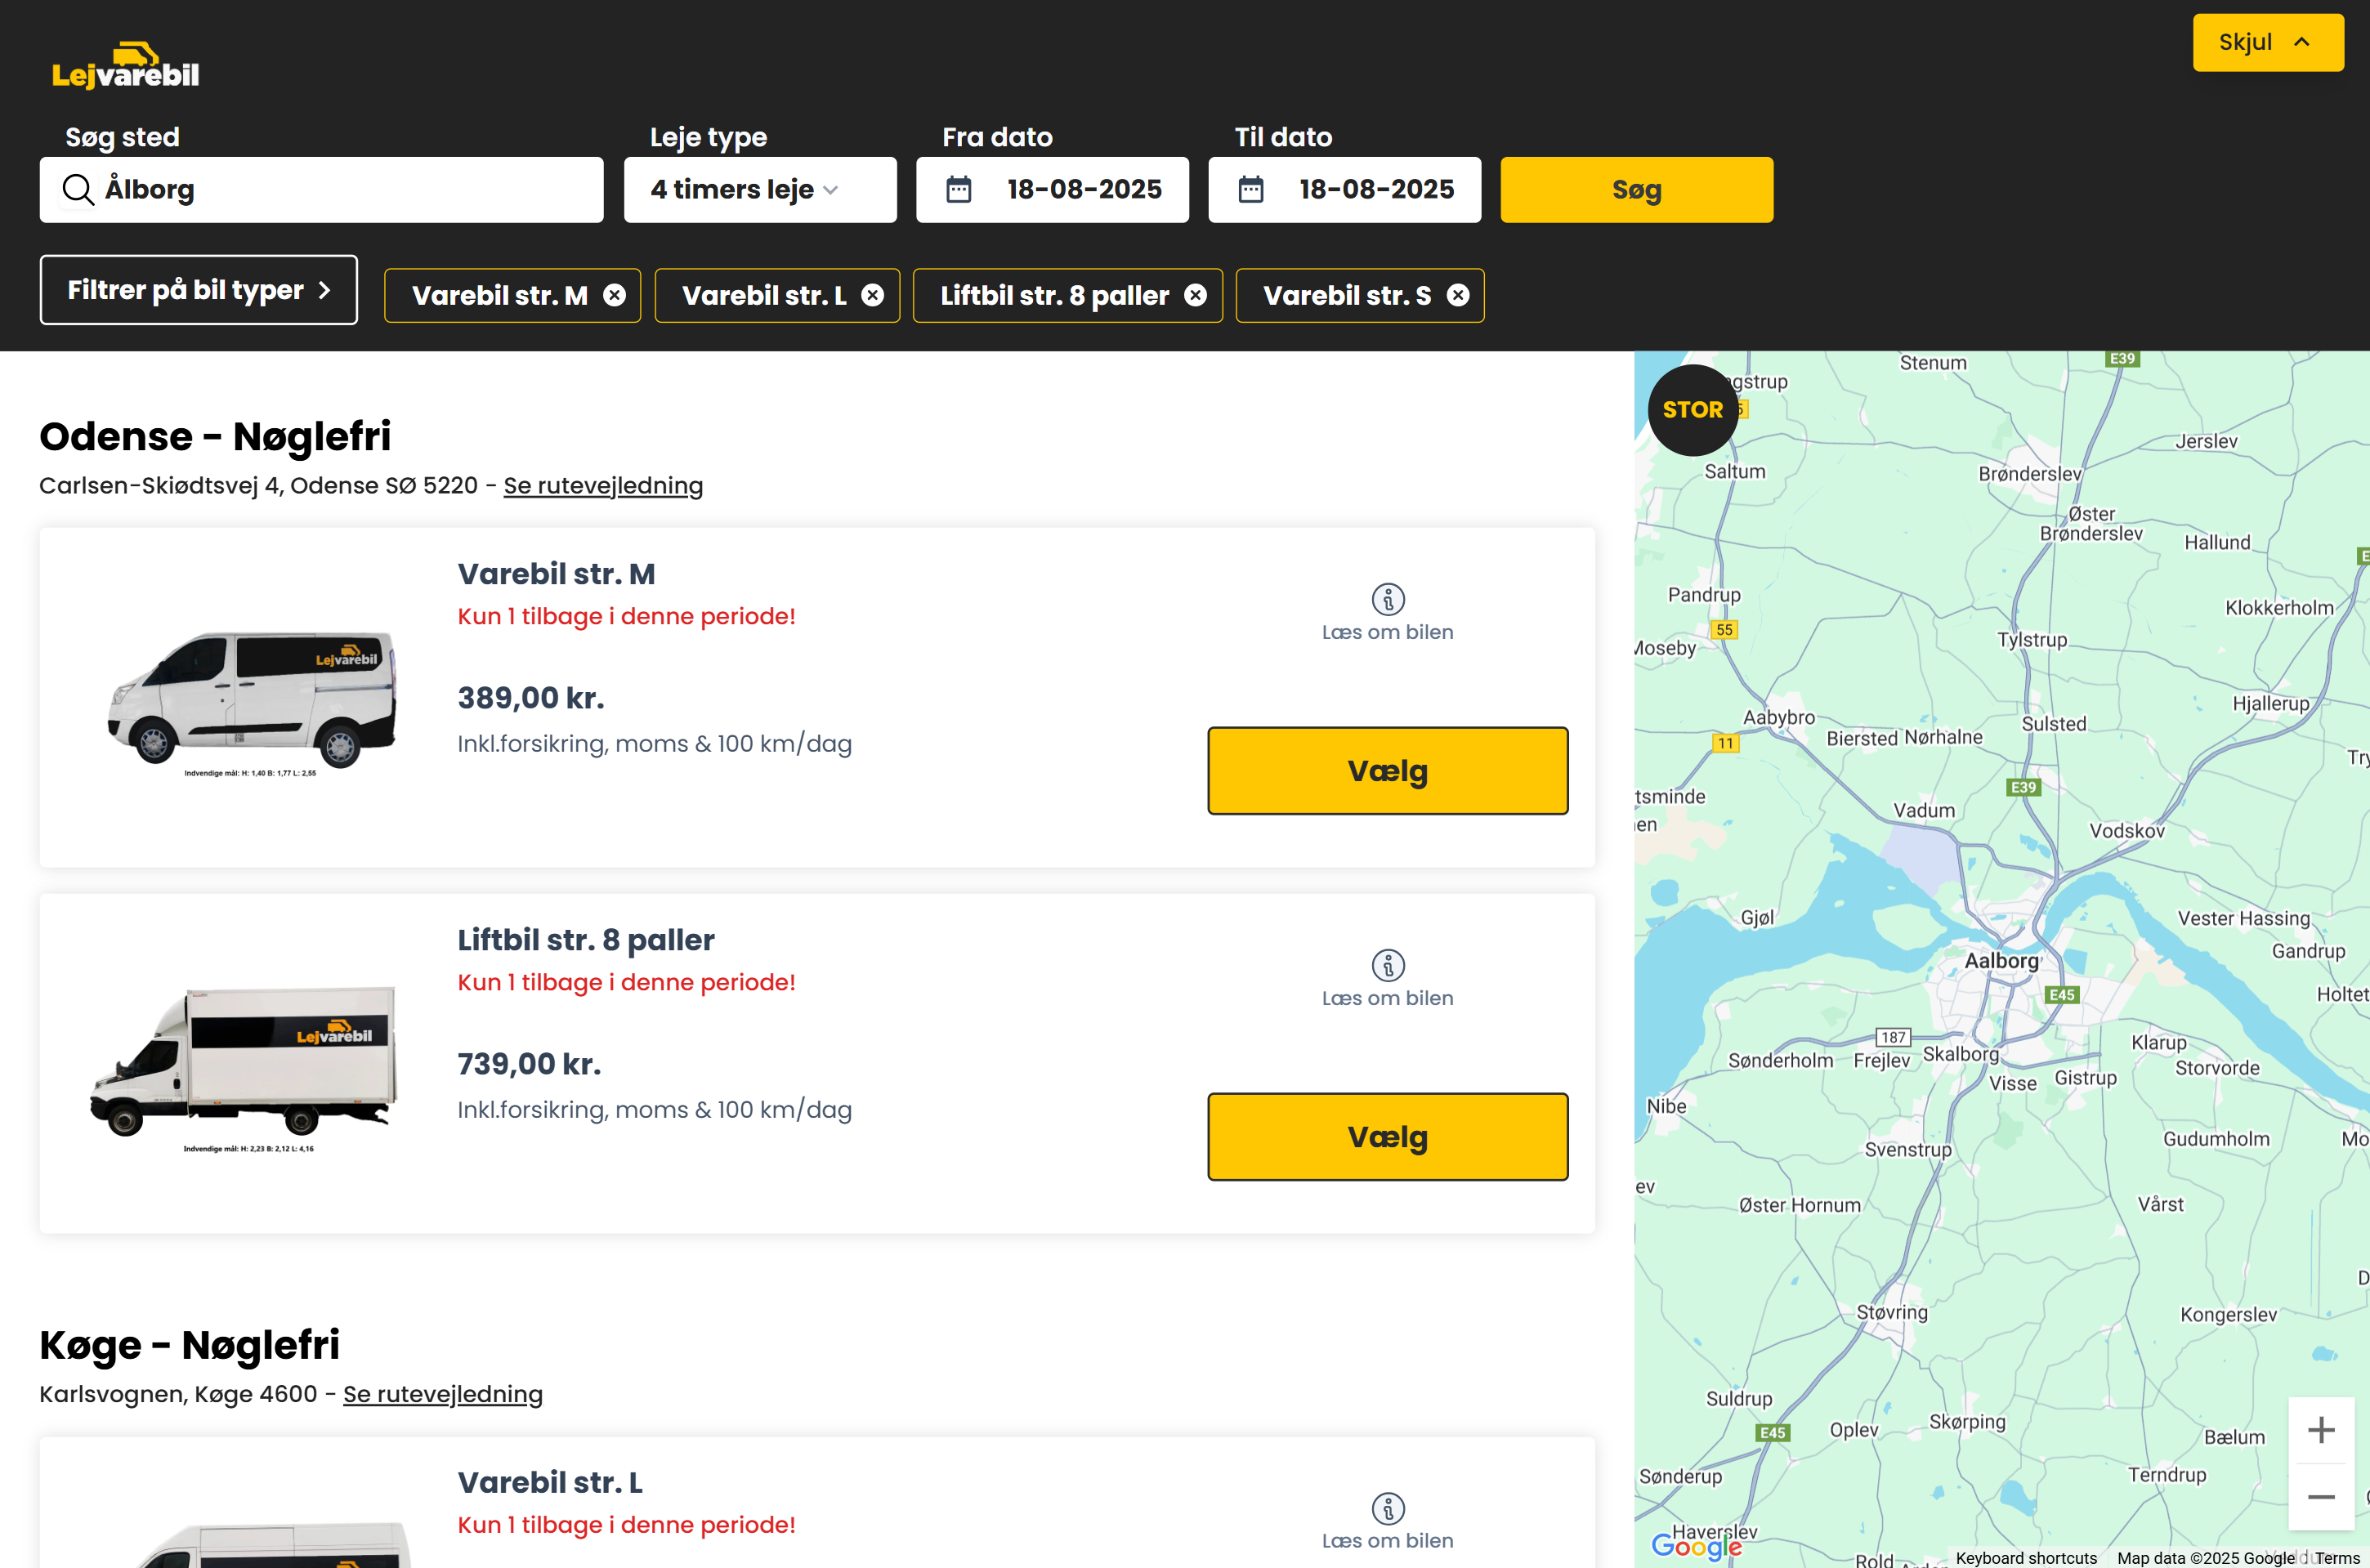 Lejvarebil
Skjul
Søg sted
Leje type
Fra dato
Til dato
Ålborg
4 timers leje
18-08-2025
18-08-2025
Søg
Filtrer på bil typer
Varebil str. M
Varebil str. L
Liftbil str. 8 paller
Varebil str. S
Odense - Nøglefri
Carlsen-Skiødtsvej 4, Odense SØ 5220 - Se rutevejledning
Varebil str. M
Kun 1 tilbage i denne periode!
389,00 kr.
Inkl.forsikring, moms & 100 km/dag
Læs om bilen
Vælg
Lejvarebil
Indvendige mål: H: 1,40 B: 1,77 L: 2,55
Liftbil str. 8 paller
Kun 1 tilbage i denne periode!
739,00 kr.
Inkl.forsikring, moms & 100 km/dag
Læs om bilen
Vælg
Lejvarebil
Indvendige mål: H: 2,23 B: 2,12 L: 4,16
Køge - Nøglefri
Karlsvognen, Køge 4600 - Se rutevejledning
Varebil str. L
Kun 1 tilbage i denne periode!
Læs om bilen
STOR
Stenum
E39
ngstrup
Jerslev
Saltum
Brønderslev
Øster
Brønderslev
Hallund
Pandrup
Klokkerholm
55
Tylstrup
Moseby
Hjallerup
Aabybro
Sulsted
Biersted
Nørhalne
11
Try
E39
tsminde
en
Vadum
Vodskov
Gjøl
Vester Hassing
Gandrup
Aalborg
E45
Holtet
187
Klarup
Sønderholm
Frejlev
Skalborg
Storvorde
Visse
Gistrup
Nibe
Gudumholm
Mo
Svenstrup
ev
Øster Hornum
Vårst
D
Støvring
Kongerslev
Suldrup
Skørping
E45
Oplev
Bælum
Sønderup
Terndrup
Haverslev
Google
Rold
Keyboard shortcuts
Map data ©2025 Google
Terms